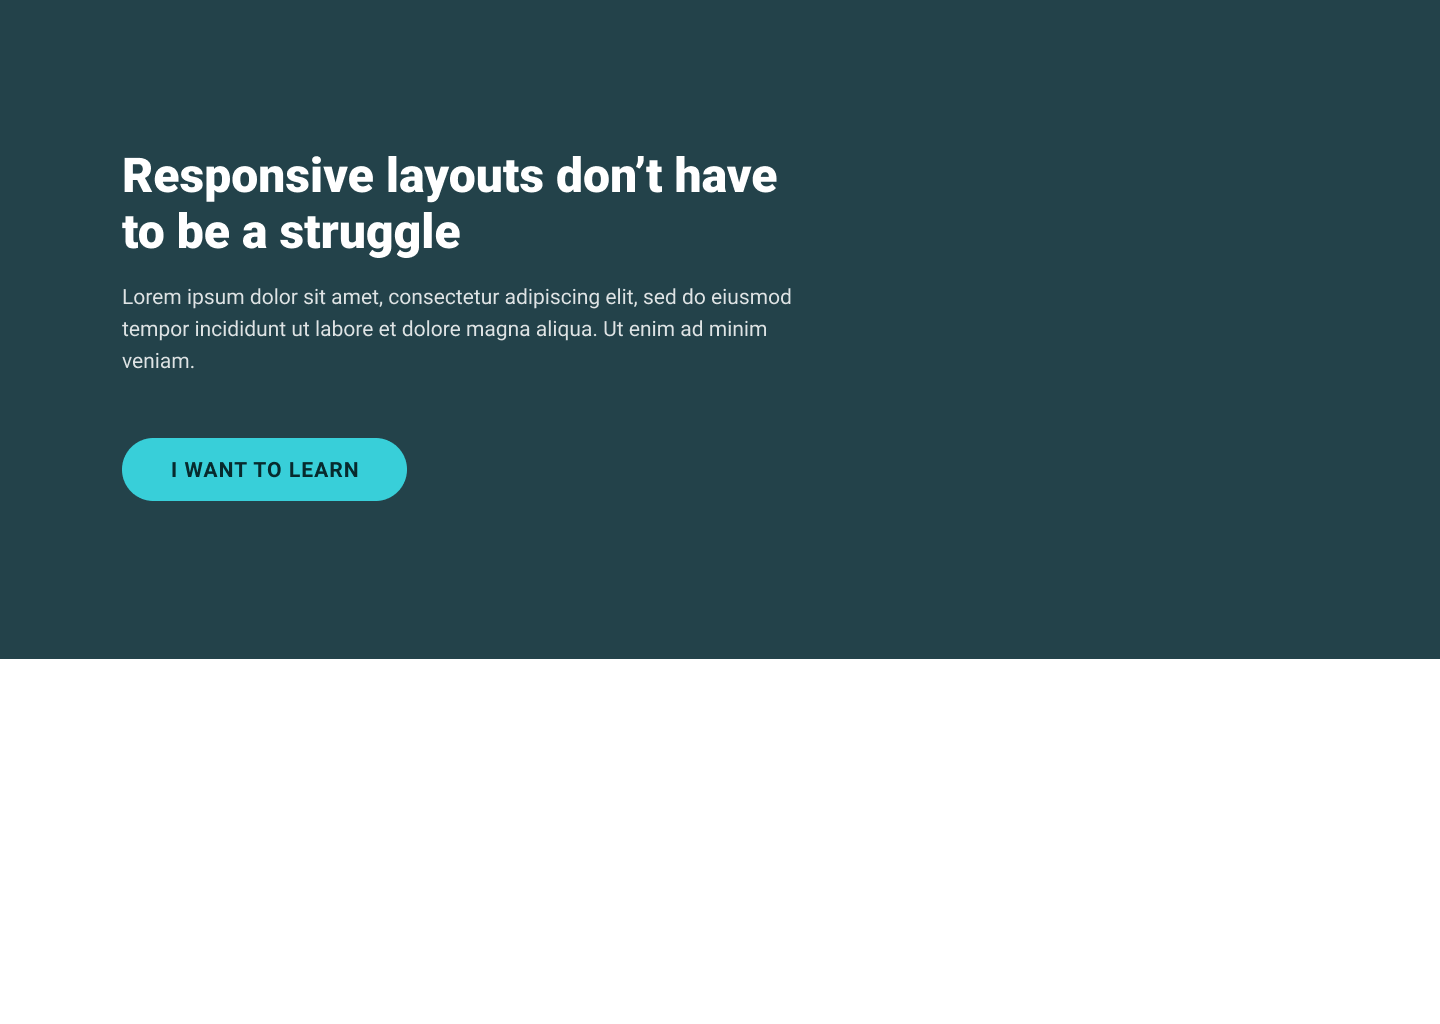 Responsive layouts don’t have
to be a struggle
Lorem ipsum dolor sit amet, consectetur adipiscing elit, sed do eiusmod
tempor incididunt ut labore et dolore magna aliqua. Ut enim ad minim
veniam.
I WANT TO LEARN